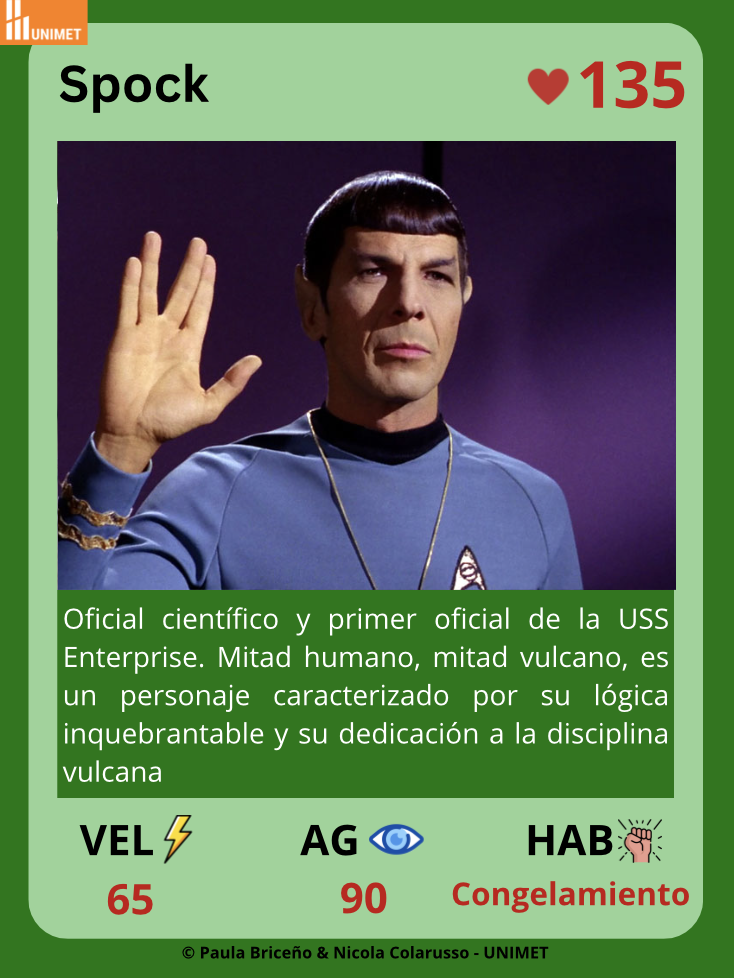 UNIMET
Spock
135
Oficial científico y primer oficial de la USS
Enterprise. Mitad humano, mitad vulcano, es
un personaje caracterizado por su lógica
inquebrantable y su dedicación a la disciplina
vulcana
VEL AG HAB
65 90 Congelamiento
© Paula Briceño & Nicola Colarusso - UNIMET